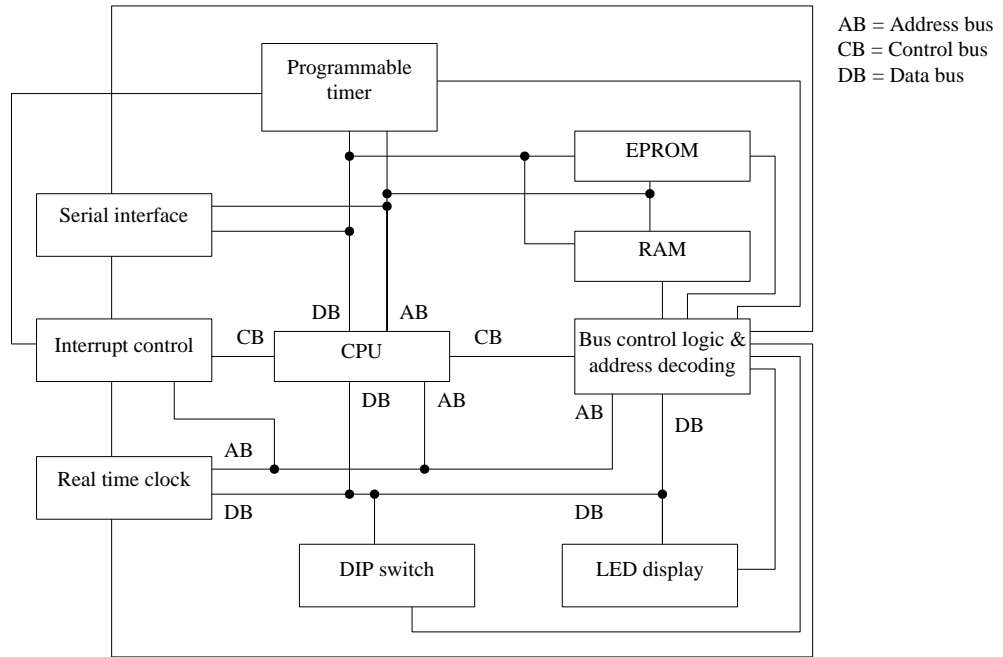 AB = Address bus
CB = Control bus
DB = Data bus
Programmable
timer
EPROM
Serial interface
RAM
DB
AB
Interrupt control
CB
CPU
CB
Bus control logic &
address decoding
DB
AB
AB
DB
AB
Real time clock
DB
DB
DIP switch
LED display